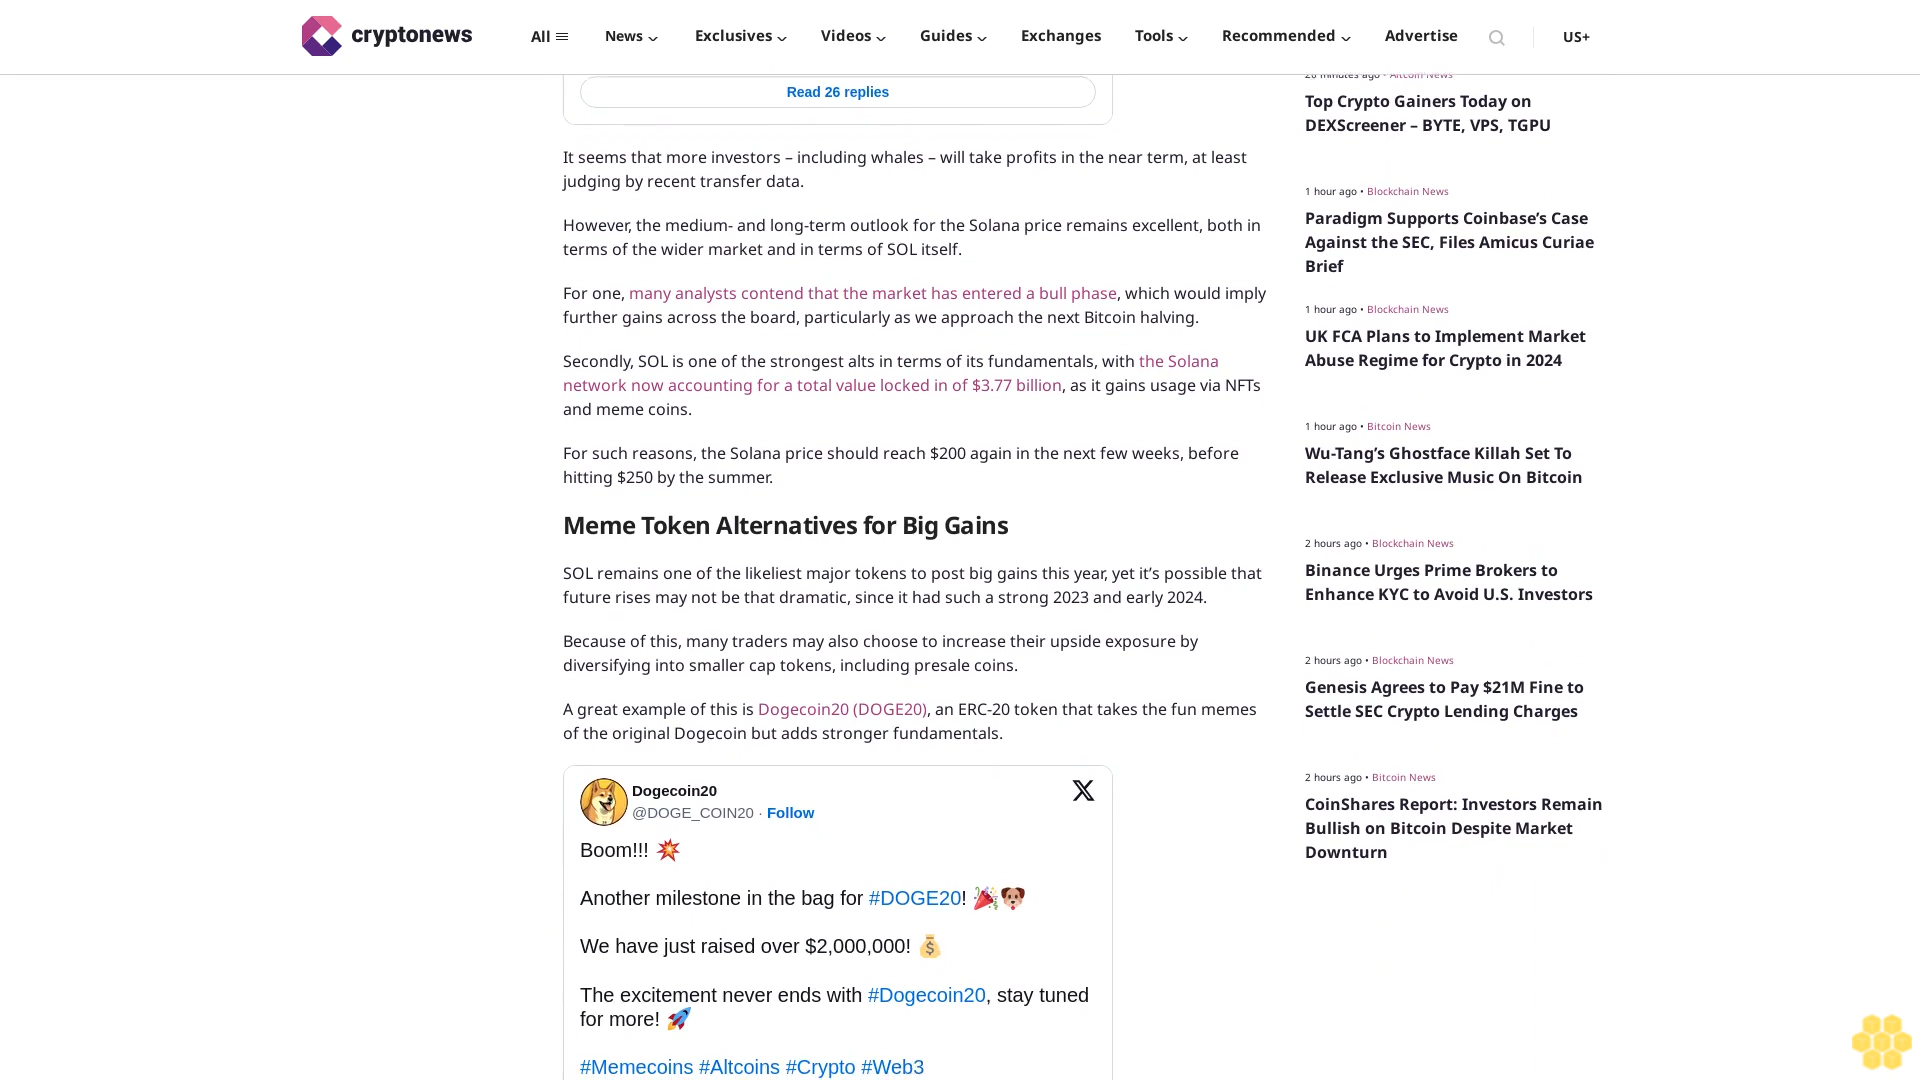 cryptonews
All
News
Exclusives
Videos
Guides
Exchanges
Tools
Recommended
Advertise
US+
Read 26 replies
It seems that more investors – including whales – will take profits in the near term, at least
judging by recent transfer data.
However, the medium- and long-term outlook for the Solana price remains excellent, both in
terms of the wider market and in terms of SOL itself.
For one, many analysts contend that the market has entered a bull phase, which would imply
further gains across the board, particularly as we approach the next Bitcoin halving.
Secondly, SOL is one of the strongest alts in terms of its fundamentals, with the Solana
network now accounting for a total value locked in of $3.77 billion, as it gains usage via NFTs
and meme coins.
For such reasons, the Solana price should reach $200 again in the next few weeks, before
hitting $250 by the summer.
Meme Token Alternatives for Big Gains
SOL remains one of the likeliest major tokens to post big gains this year, yet it’s possible that
future rises may not be that dramatic, since it had such a strong 2023 and early 2024.
Because of this, many traders may also choose to increase their upside exposure by
diversifying into smaller cap tokens, including presale coins.
A great example of this is Dogecoin20 (DOGE20), an ERC-20 token that takes the fun memes
of the original Dogecoin but adds stronger fundamentals.
Dogecoin20
@DOGE_COIN20 · Follow
Boom!!! 💥
Another milestone in the bag for #DOGE20! 🎉🐶
We have just raised over $2,000,000! 💰
The excitement never ends with #Dogecoin20, stay tuned
for more! 🚀
#Memecoins #Altcoins #Crypto #Web3
minutes ago • Altcoin News
Top Crypto Gainers Today on
DEXScreener – BYTE, VPS, TGPU
1 hour ago • Blockchain News
Paradigm Supports Coinbase’s Case
Against the SEC, Files Amicus Curiae
Brief
1 hour ago • Blockchain News
UK FCA Plans to Implement Market
Abuse Regime for Crypto in 2024
1 hour ago • Bitcoin News
Wu-Tang’s Ghostface Killah Set To
Release Exclusive Music On Bitcoin
2 hours ago • Blockchain News
Binance Urges Prime Brokers to
Enhance KYC to Avoid U.S. Investors
2 hours ago • Blockchain News
Genesis Agrees to Pay $21M Fine to
Settle SEC Crypto Lending Charges
2 hours ago • Bitcoin News
CoinShares Report: Investors Remain
Bullish on Bitcoin Despite Market
Downturn